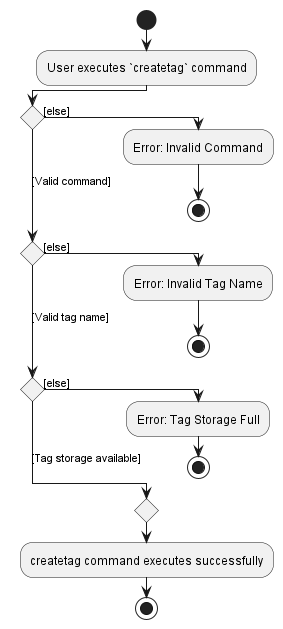 User executes `createtag` command
[else]
Error: Invalid Command
[Valid command]
[else]
Error: Invalid Tag Name
[Valid tag name]
[else]
Error: Tag Storage Full
[Tag storage available]
createtag command executes successfully